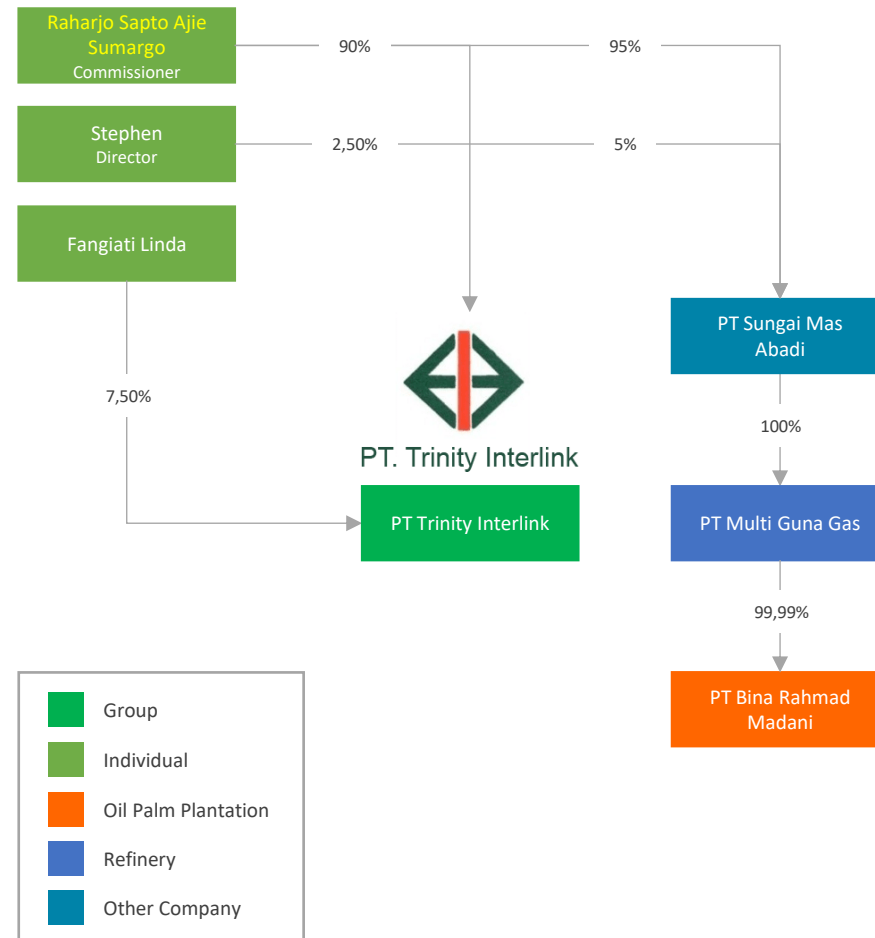 Raharjo Sapto Ajie
Sumargo
Commissioner
90%
95%
Stephen
Director
2,50%
5%
Fangiati Linda
PT Sungai Mas
Abadi
7,50%
100%
PT. Trinity Interlink
PT Trinity Interlink
PT Multi Guna Gas
99,99%
PT Bina Rahmad
Madani
Group
Individual
Oil Palm Plantation
Refinery
Other Company